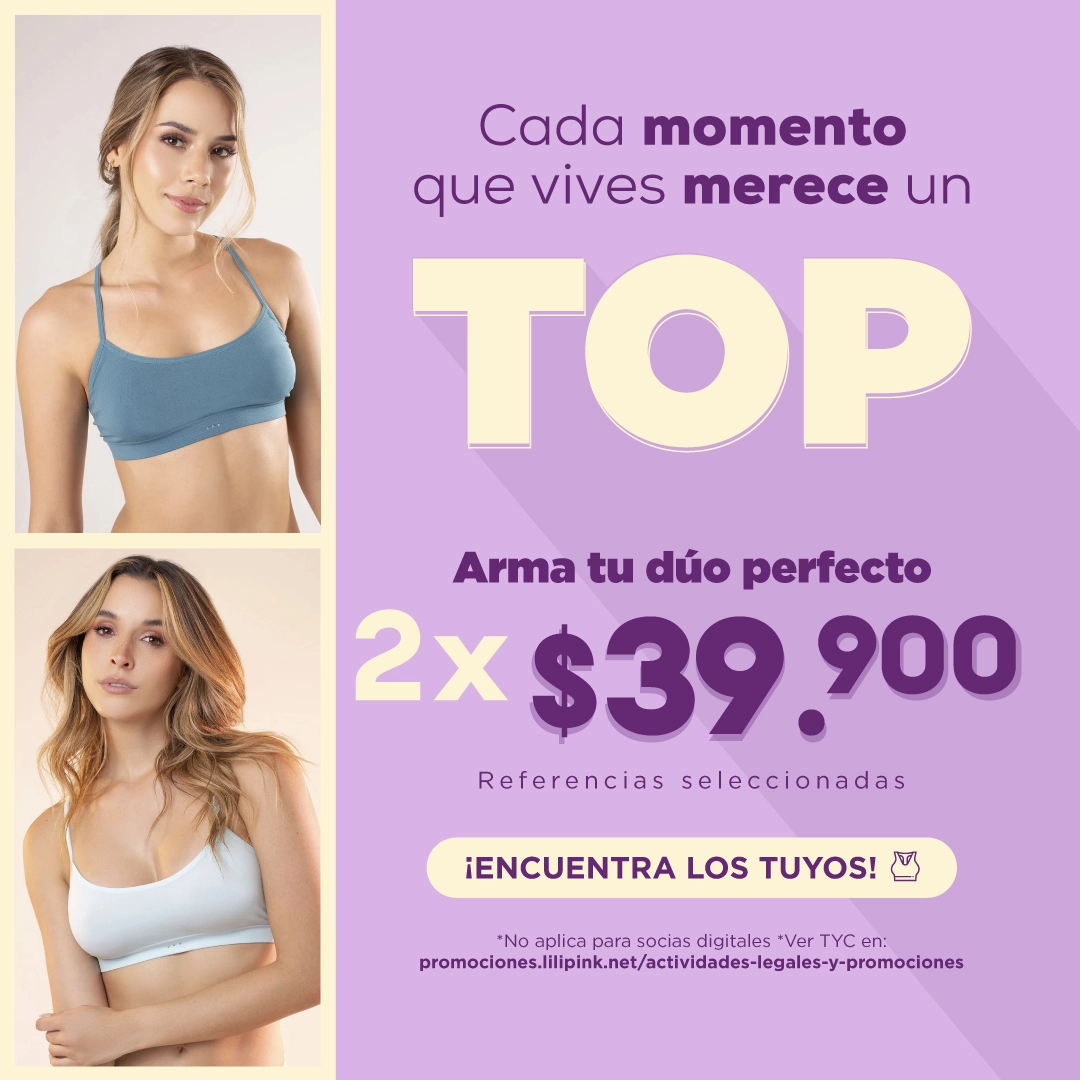 Cada momento
que vives merece un
TOP
Arma tu dúo perfecto
2x $39.900
Referencias seleccionadas
¡ENCUENTRA LOS TUYOS!
*No aplica para socias digitales *Ver TYC en:
promociones.lilipink.net/actividades-legales-y-promociones